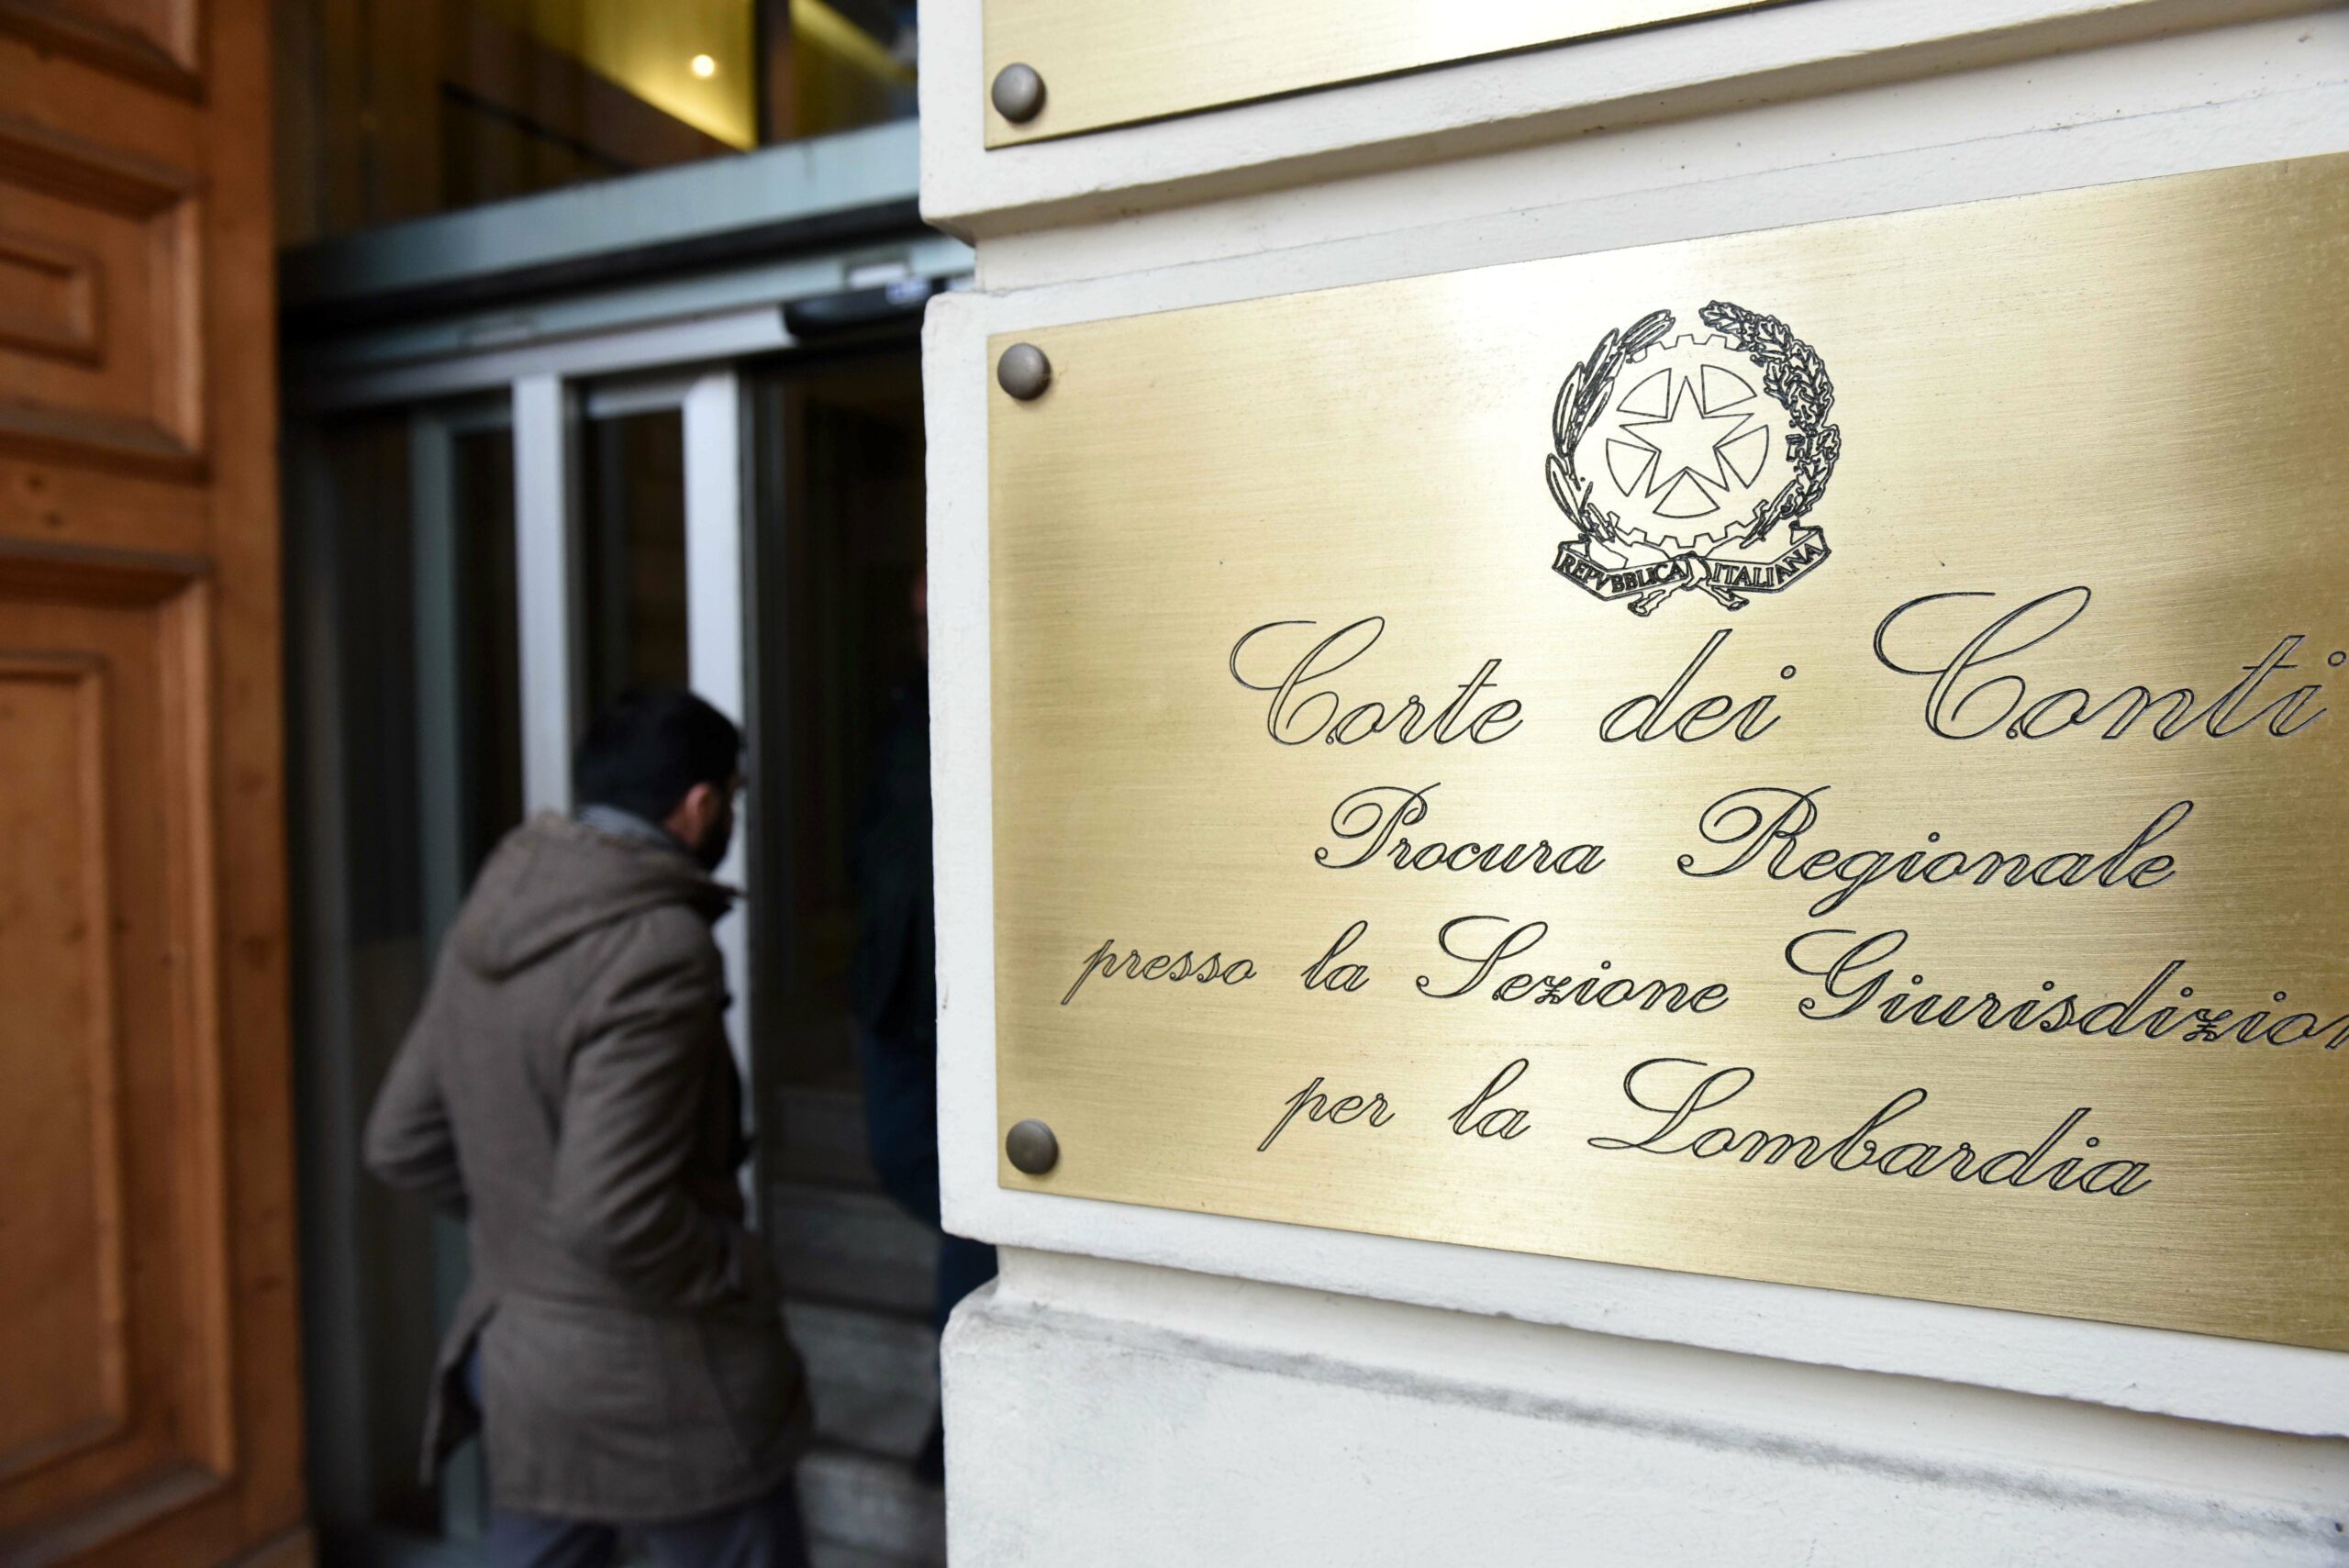 REPVBBLICA ITALIANA
Corte dei Conti
Procura Regionale
presso la Sezione Giurisdizion
per la Lombardia